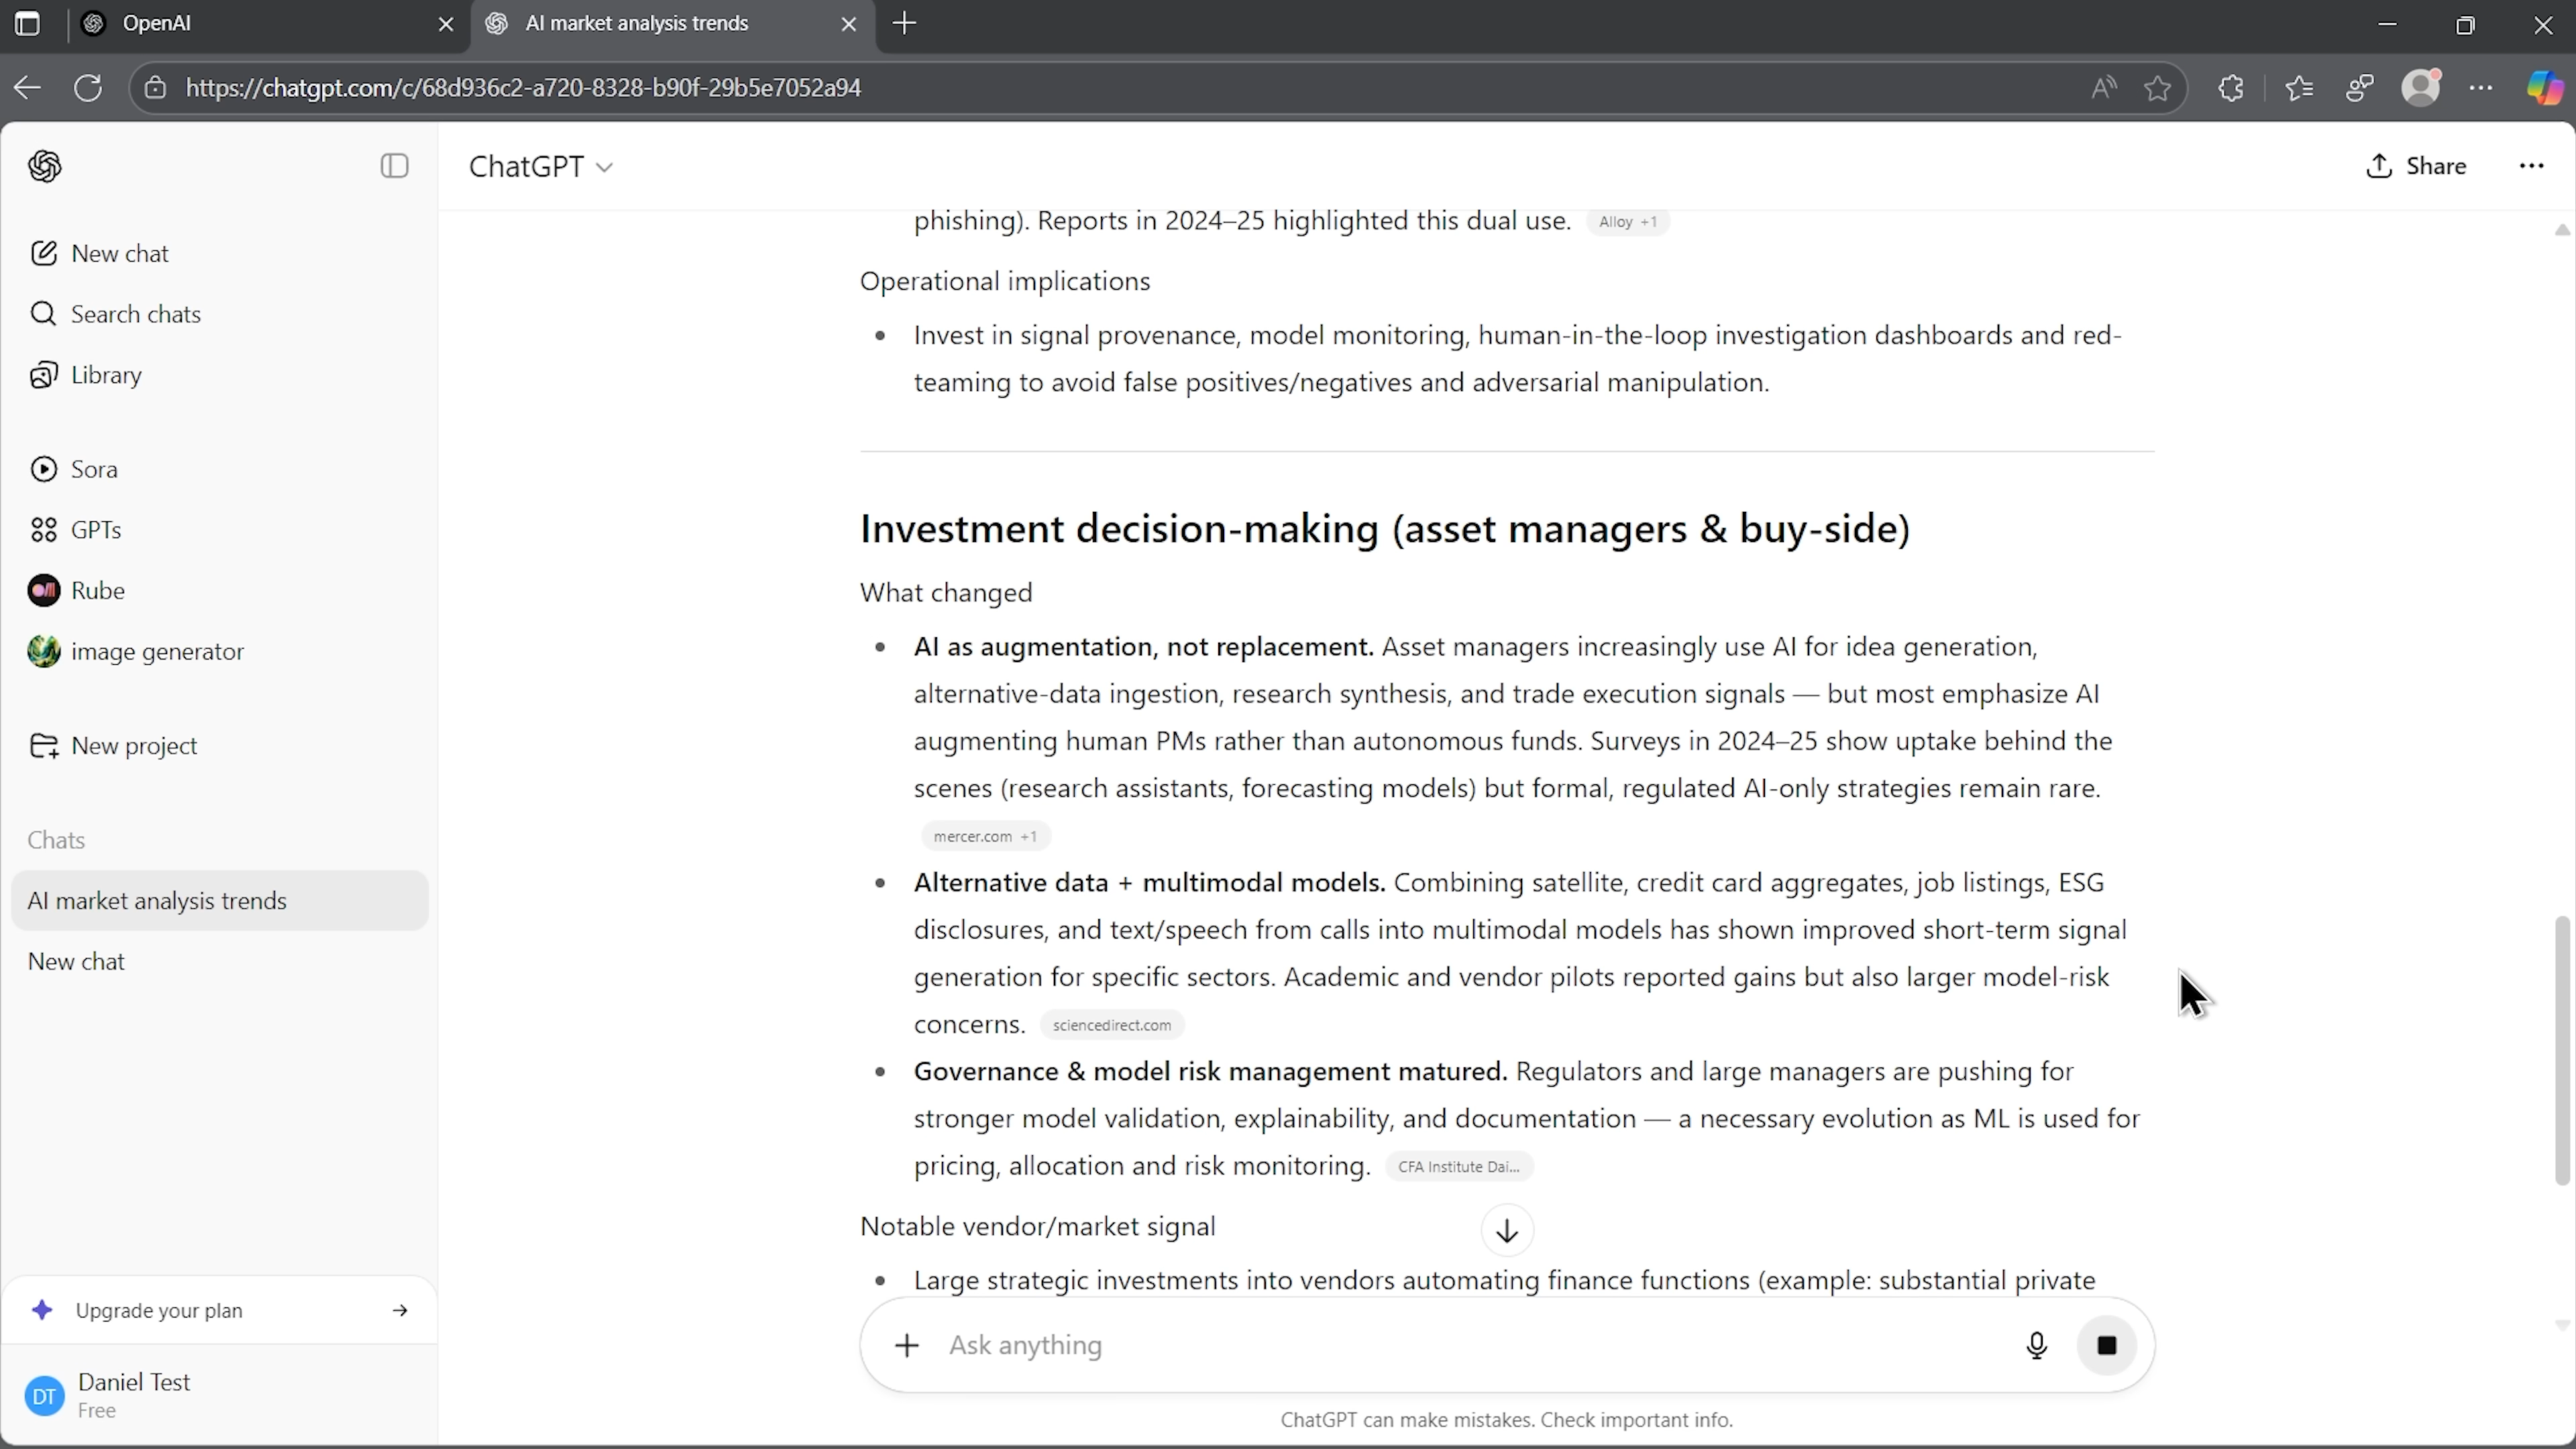 OpenAI
AI market analysis trends
https://chatgpt.com/c/68d936c2-a720-8328-b90f-29b5e7052a94
ChatGPT
Share
New chat
Search chats
Library
Sora
GPTs
Rube
image generator
New project
Chats
AI market analysis trends
New chat
Upgrade your plan
DT
Daniel Test
Free
phishing). Reports in 2024–25 highlighted this dual use. Alloy +1
Operational implications
• Invest in signal provenance, model monitoring, human-in-the-loop investigation dashboards and red-
teaming to avoid false positives/negatives and adversarial manipulation.
Investment decision-making (asset managers & buy-side)
What changed
• AI as augmentation, not replacement. Asset managers increasingly use AI for idea generation,
alternative-data ingestion, research synthesis, and trade execution signals — but most emphasize AI
augmenting human PMs rather than autonomous funds. Surveys in 2024–25 show uptake behind the
scenes (research assistants, forecasting models) but formal, regulated AI-only strategies remain rare.
mercer.com +1
• Alternative data + multimodal models. Combining satellite, credit card aggregates, job listings, ESG
disclosures, and text/speech from calls into multimodal models has shown improved short-term signal
generation for specific sectors. Academic and vendor pilots reported gains but also larger model-risk
concerns. sciencedirect.com
• Governance & model risk management matured. Regulators and large managers are pushing for
stronger model validation, explainability, and documentation — a necessary evolution as ML is used for
pricing, allocation and risk monitoring. CFA Institute Dai...
Notable vendor/market signal
• Large strategic investments into vendors automating finance functions (example: substantial private
Ask anything
ChatGPT can make mistakes. Check important info.